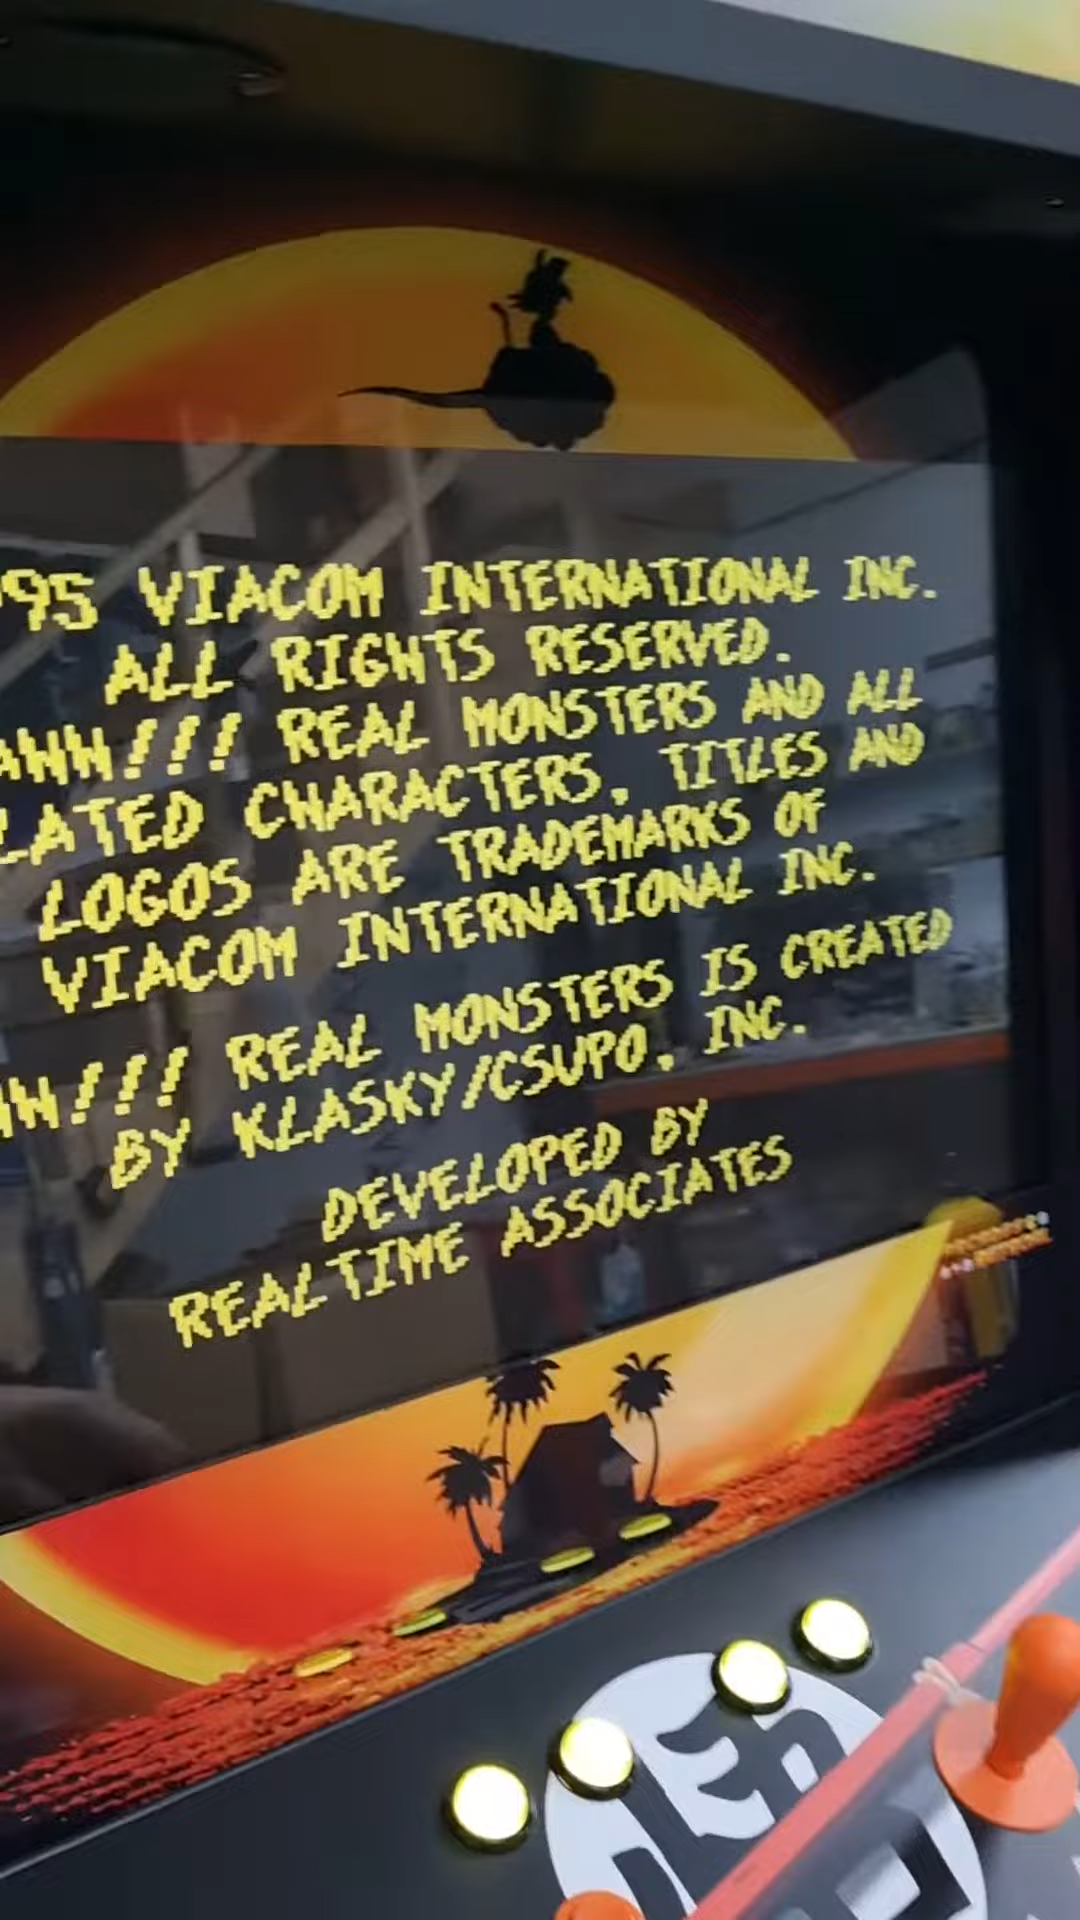 '95 VIACOM INTERNATIONAL INC.
ALL RIGHTS RESERVED.
AHH!!! REAL MONSTERS AND ALL
LATED CHARACTERS, TITLES AND
LOGOS ARE TRADEMARKS OF
VIACOM INTERNATIONAL INC.
HH!!! REAL MONSTERS IS CREATED
BY KLASKY/CSUPO, INC.
DEVELOPED BY
REALTIME ASSOCIATES